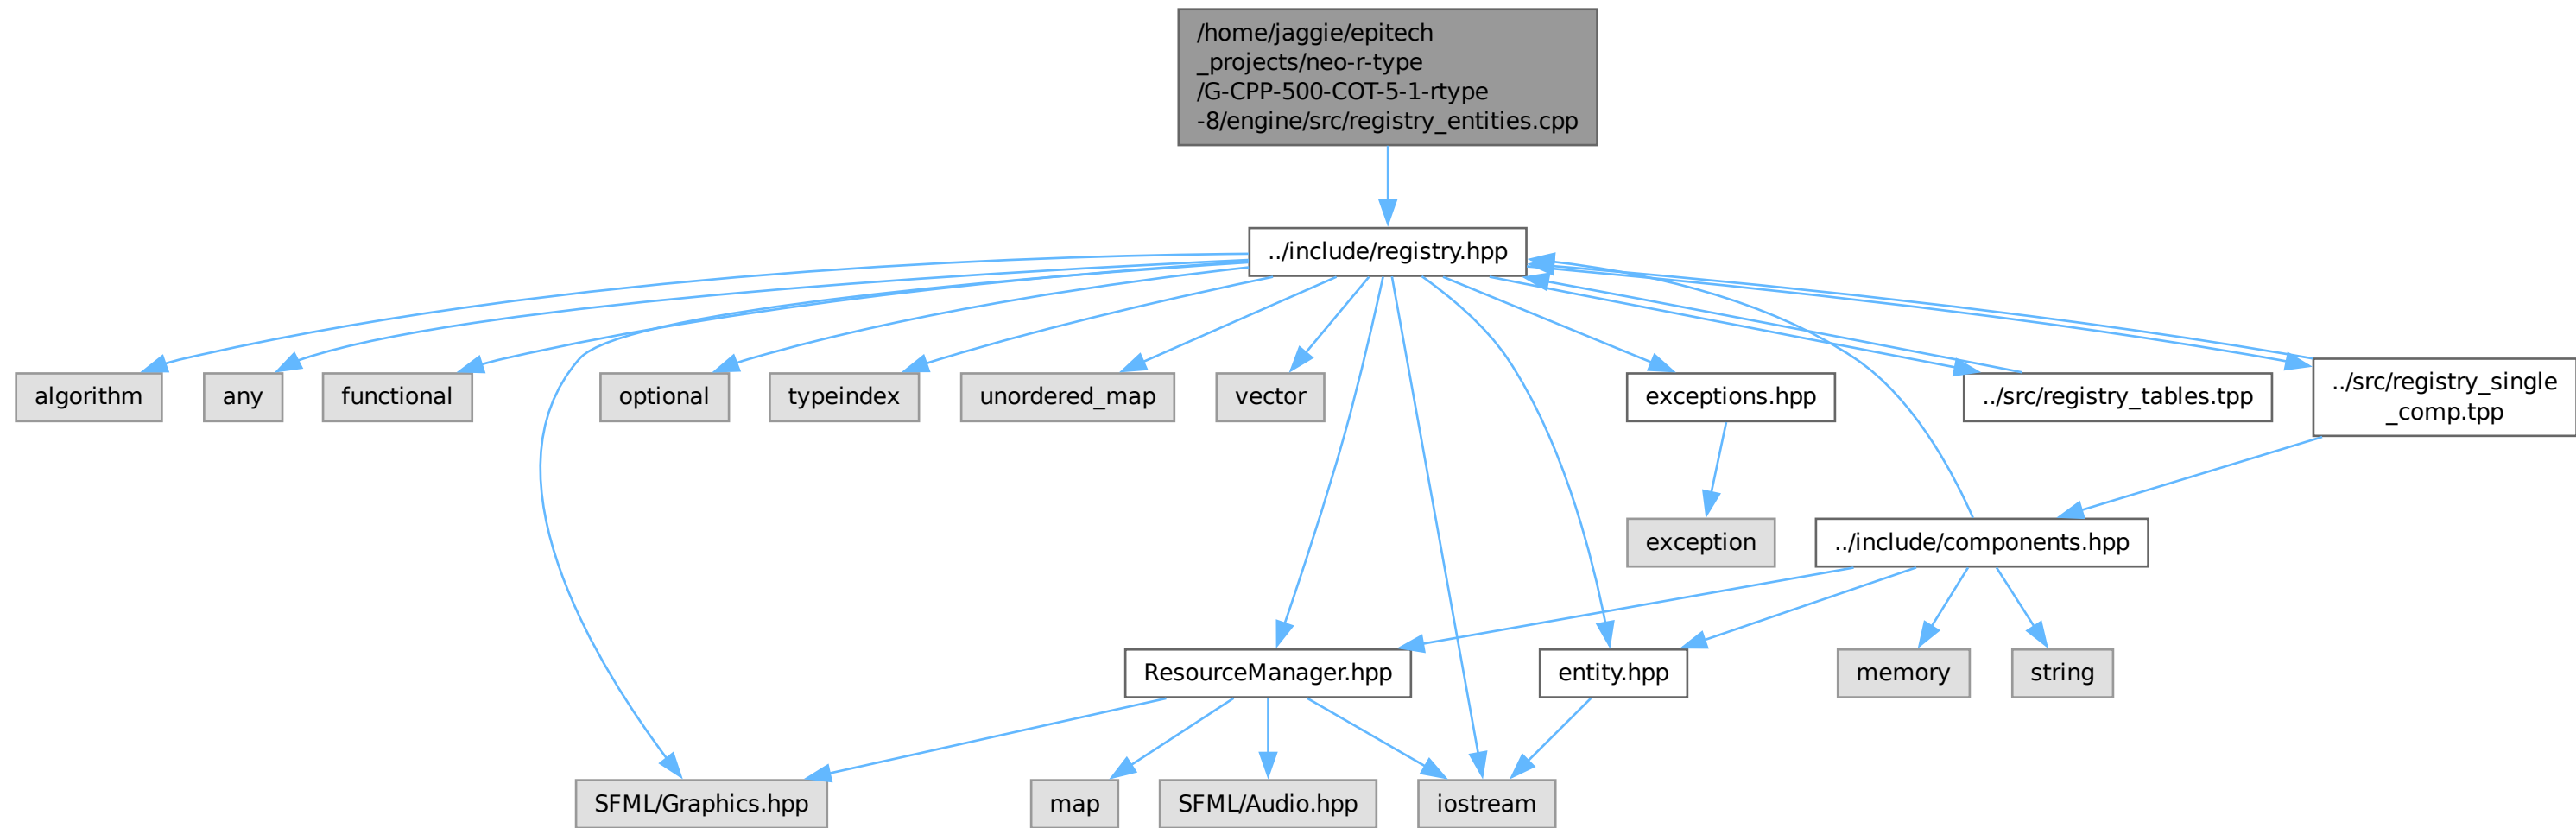 /home/jaggie/epitech
_projects/neo-r-type
/G-CPP-500-COT-5-1-rtype
-8/engine/src/registry_entities.cpp
../include/registry.hpp
algorithm
any
functional
optional
typeindex
unordered_map
vector
exceptions.hpp
../src/registry_tables.tpp
../src/registry_single
_comp.tpp
exception
../include/components.hpp
ResourceManager.hpp
entity.hpp
memory
string
SFML/Graphics.hpp
map
SFML/Audio.hpp
iostream